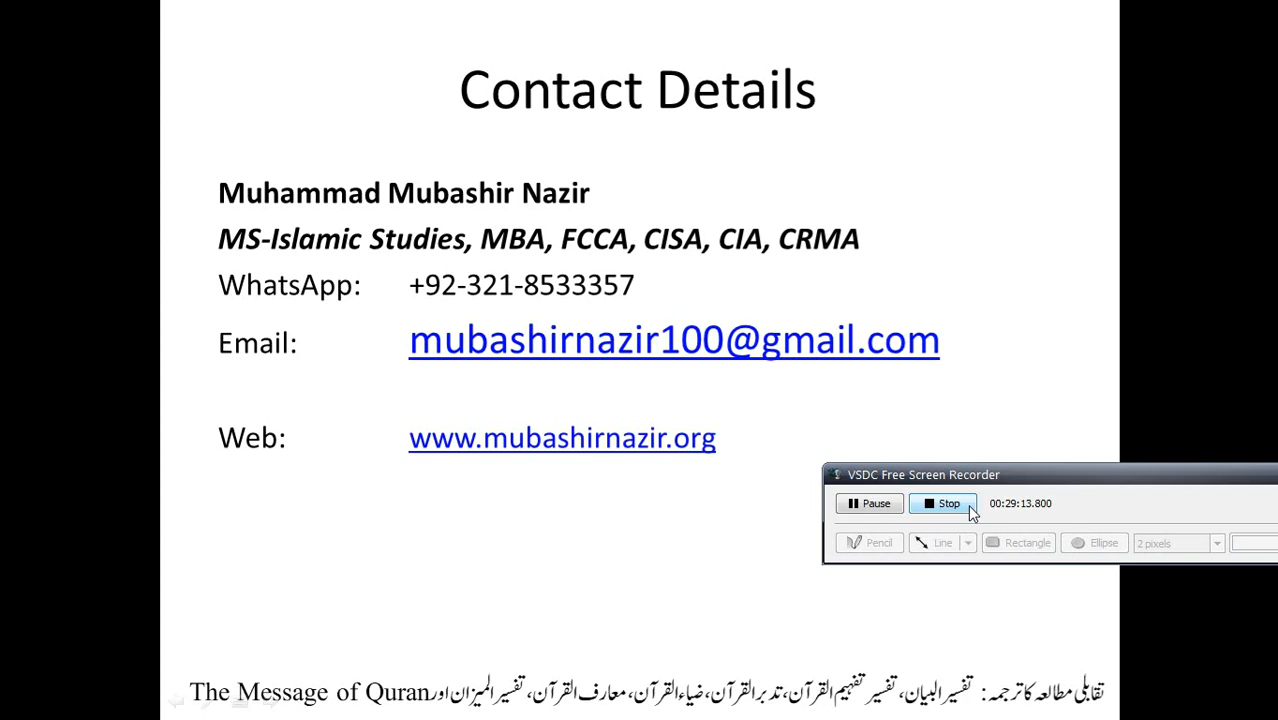 Contact Details
Muhammad Mubashir Nazir
MS-Islamic Studies, MBA, FCCA, CISA, CIA, CRMA
WhatsApp: +92-321-8533357
Email: mubashirnazir100@gmail.com
Web: www.mubashirnazir.org
VSDC Free Screen Recorder
Pause Stop 00:29:13.800
Pencil Line Rectangle Ellipse 2 pixels
تقابلی مطالعہ کا ترجمہ: تفسیر البیان، تفسیر تفہیم القرآن، تدبر القرآن، ضیاء القرآن، معارف القرآن، تفسیر المیزان اور The Message of Quran